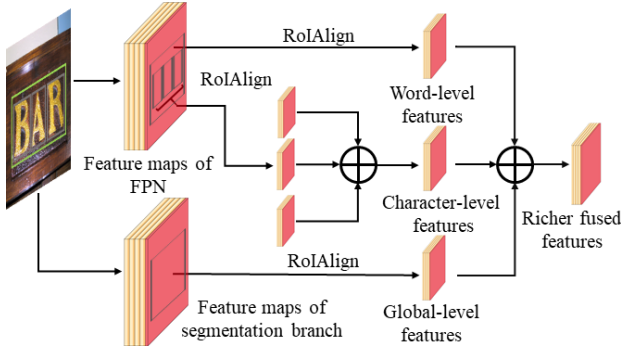 RoIAlign
RoIAlign
BAR
Word-level
features
Feature maps of
FPN
Character-level
features
Richer fused
features
RoIAlign
Feature maps of
segmentation branch
Global-level
features